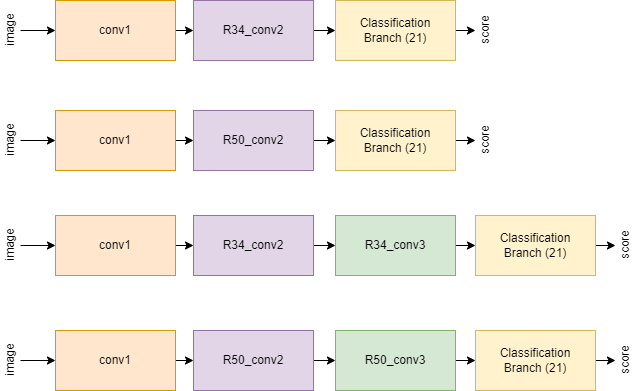 image
conv1
R34_conv2
Classification
Branch (21)
score
image
conv1
R50_conv2
Classification
Branch (21)
score
image
conv1
R34_conv2
R34_conv3
Classification
Branch (21)
score
image
conv1
R50_conv2
R50_conv3
Classification
Branch (21)
score